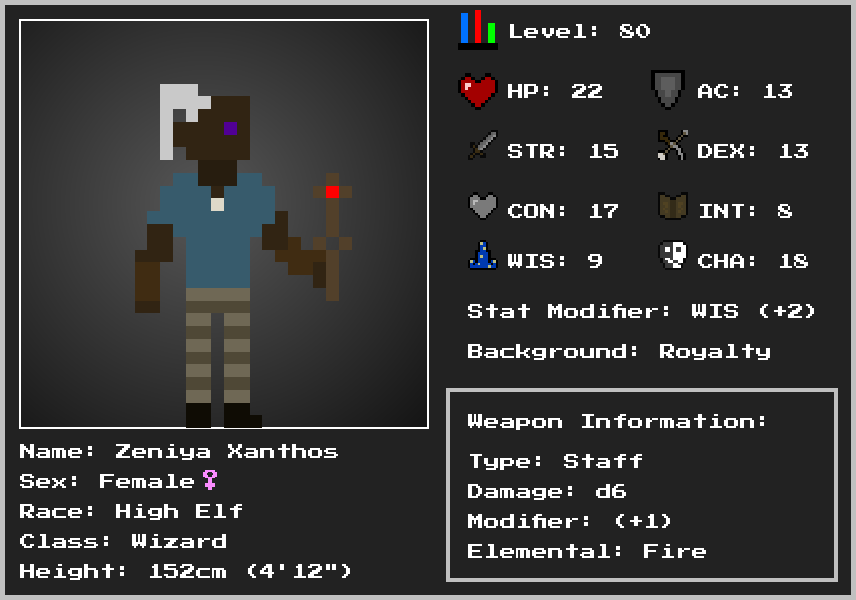 Level: 80
HP: 22
AC: 13
STR: 15
DEX: 13
CON: 17
INT: 8
WIS: 9
CHA: 18
Stat Modifier: WIS (+2)
Background: Royalty
Weapon Information:
Type: Staff
Damage: d6
Modifier: (+1)
Elemental: Fire
Name: Zeniya Xanthos
Sex: Female♀
Race: High Elf
Class: Wizard
Height: 152cm (4'12")